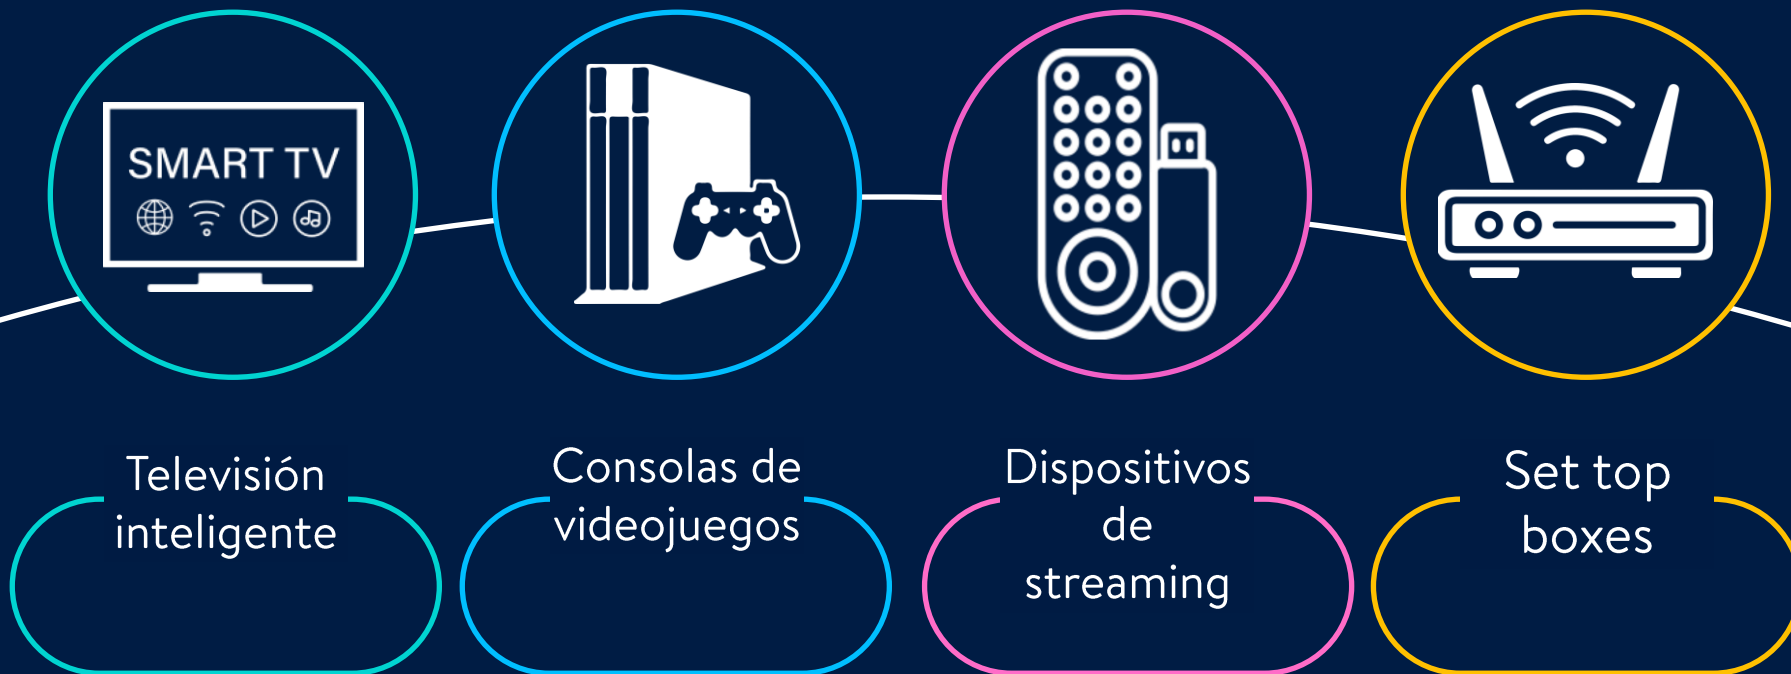 SMART TV
Televisión
inteligente
Consolas de
videojuegos
Dispositivos
de
streaming
Set top
boxes